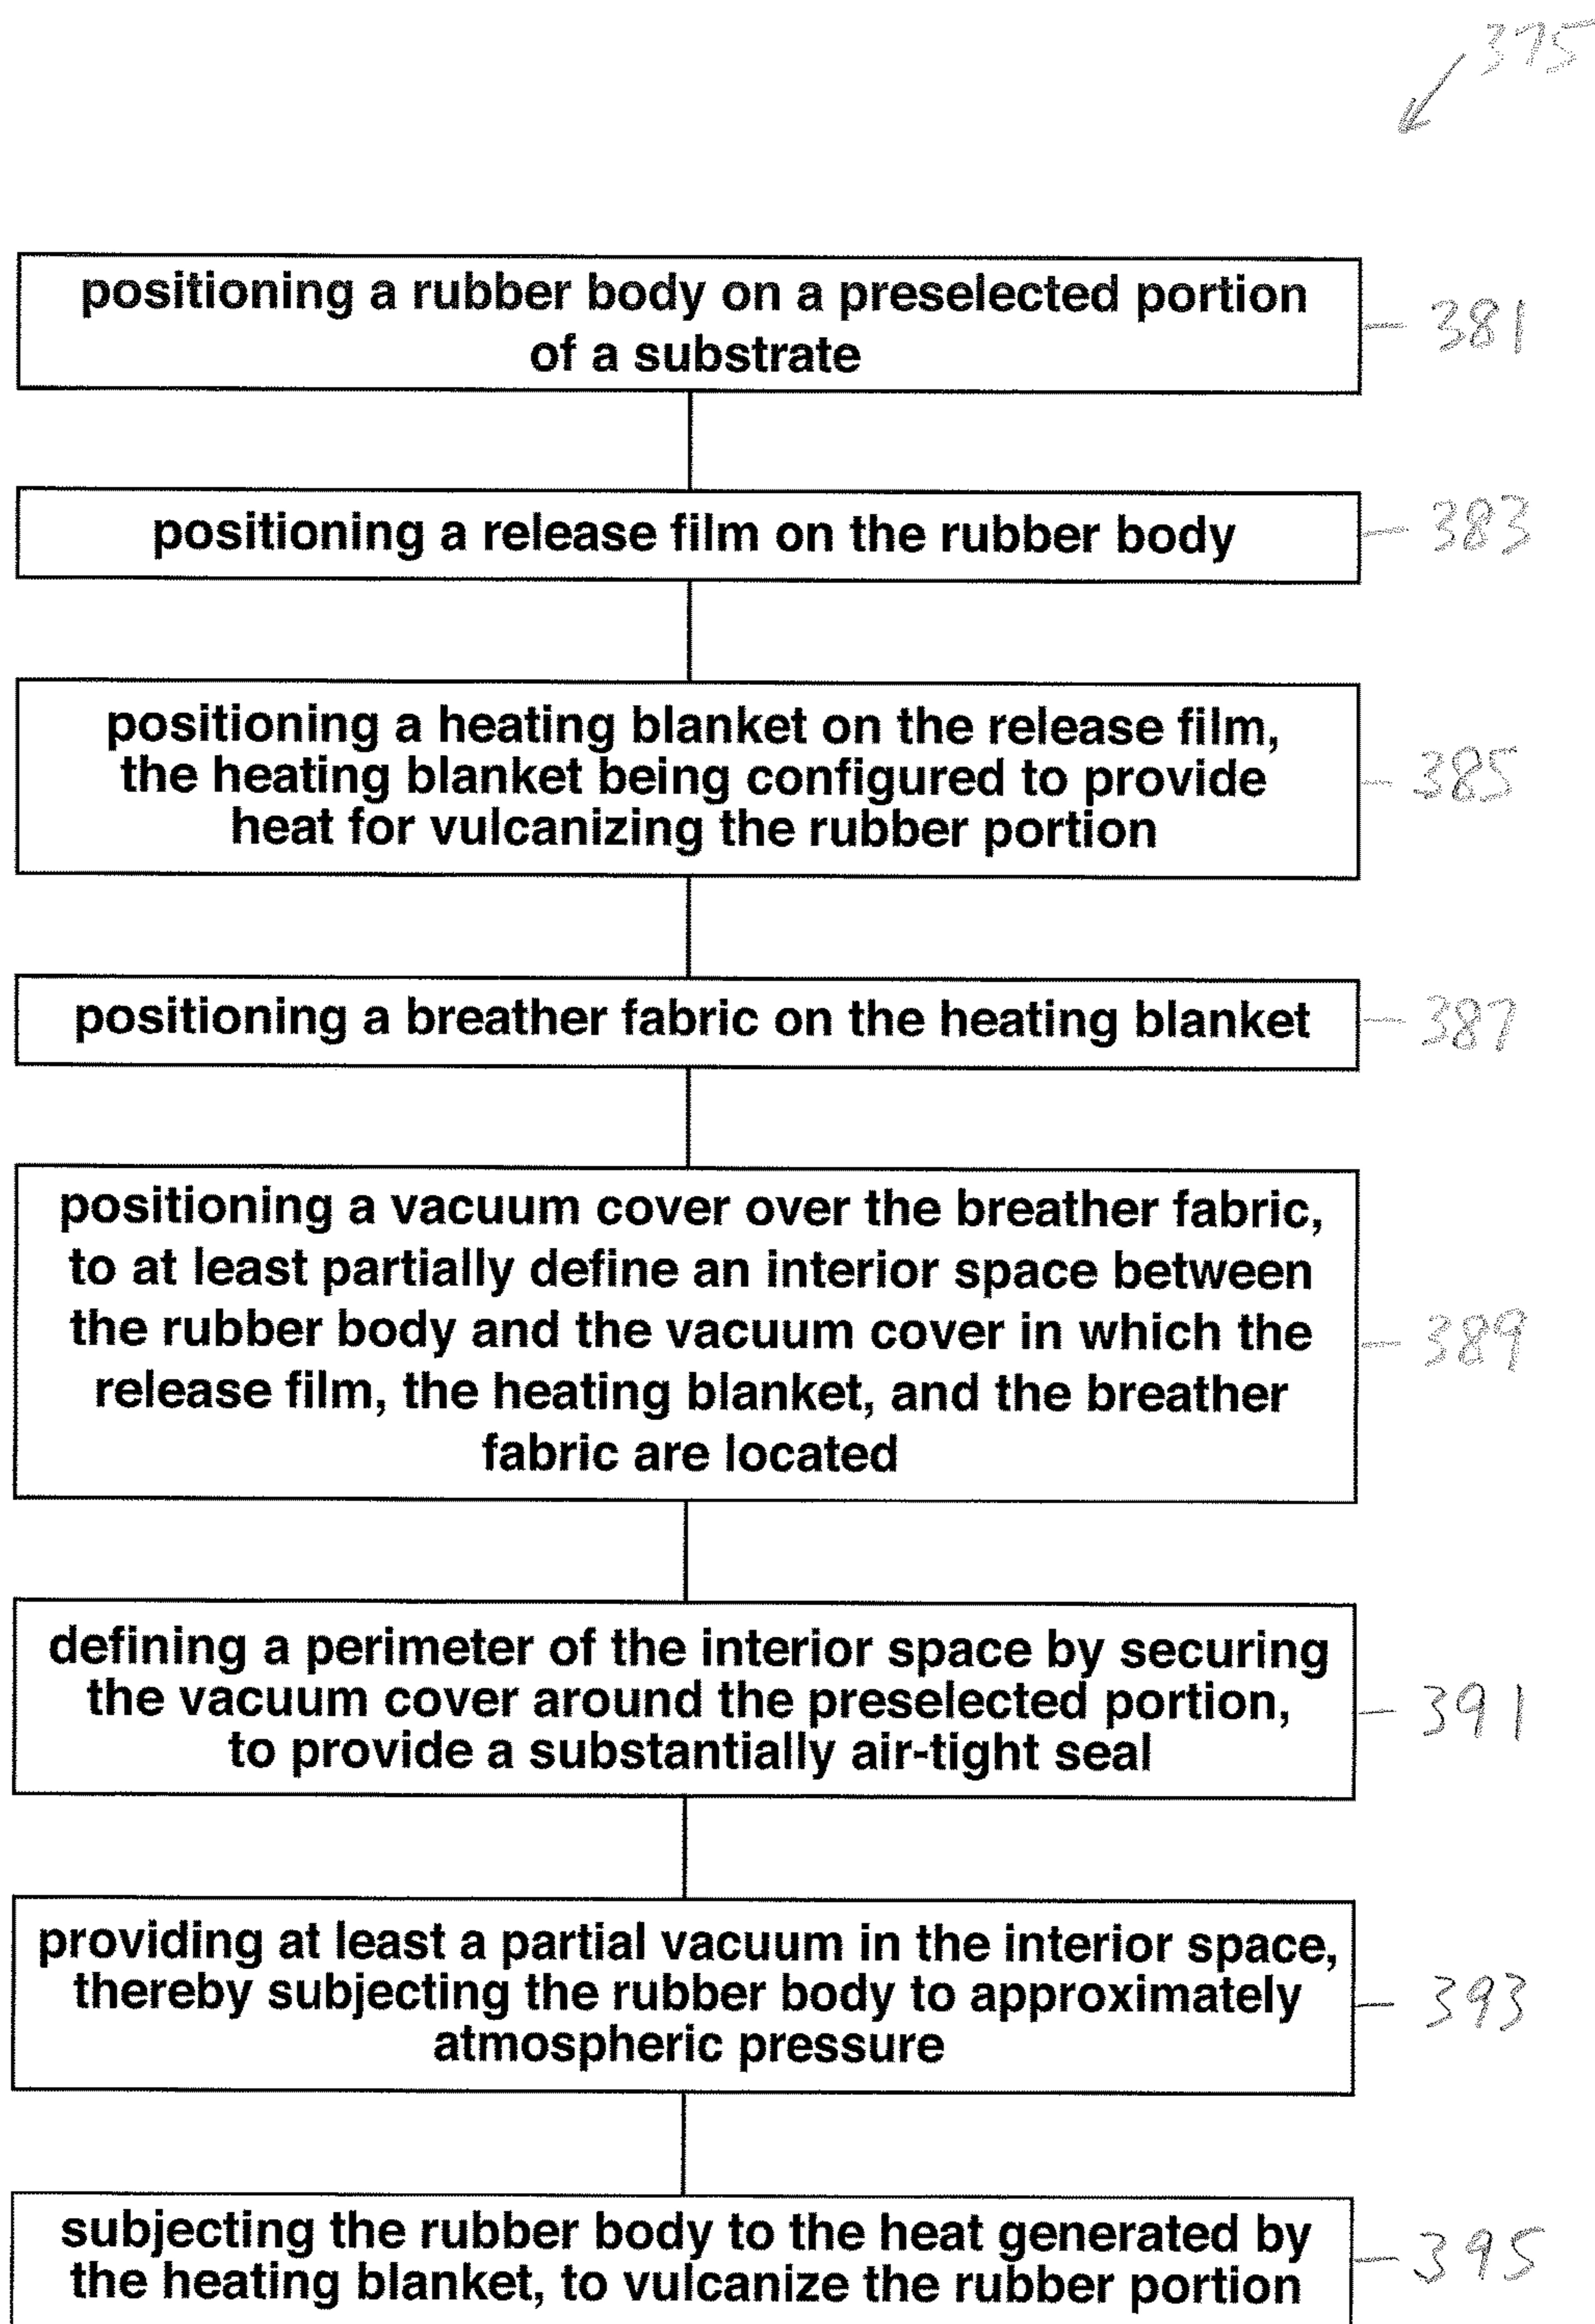 375
positioning a rubber body on a preselected portion
of a substrate
381
positioning a release film on the rubber body
383
positioning a heating blanket on the release film,
the heating blanket being configured to provide
heat for vulcanizing the rubber portion
385
positioning a breather fabric on the heating blanket
387
positioning a vacuum cover over the breather fabric,
to at least partially define an interior space between
the rubber body and the vacuum cover in which the
release film, the heating blanket, and the breather
fabric are located
389
defining a perimeter of the interior space by securing
the vacuum cover around the preselected portion,
to provide a substantially air-tight seal
391
providing at least a partial vacuum in the interior space,
thereby subjecting the rubber body to approximately
atmospheric pressure
393
subjecting the rubber body to the heat generated by
the heating blanket, to vulcanize the rubber portion
395